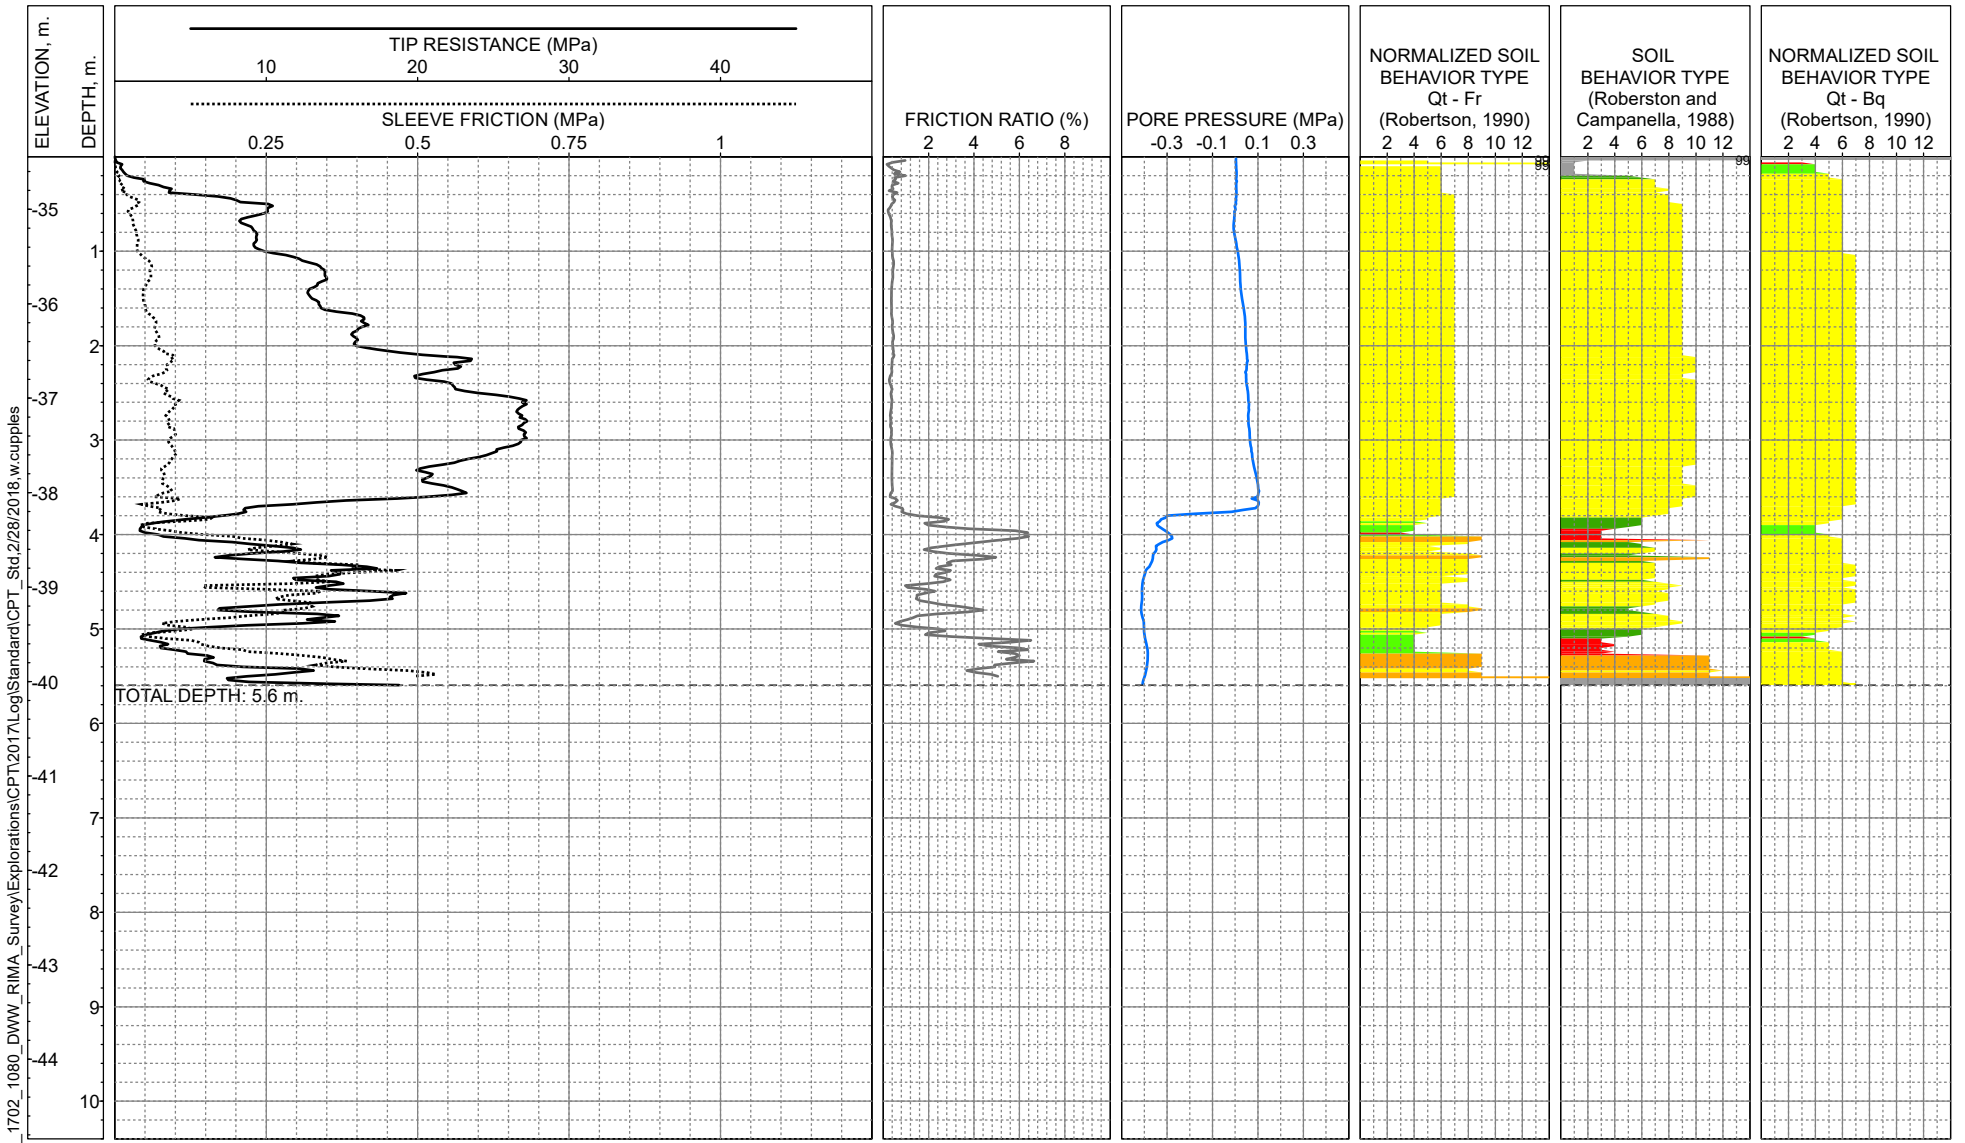 _1702_1080_DWW_RIMA_Survey\Explorations\CPT\2017\Log\Standard\CPT_Std,2/28/2018,w.cupples
ELEVATION, m.
DEPTH, m.
TIP RESISTANCE (MPa)
10 20 30 40
SLEEVE FRICTION (MPa)
0.25 0.5 0.75 1
FRICTION RATIO (%)
2 4 6 8
PORE PRESSURE (MPa)
-0.3 -0.1 0.1 0.3
NORMALIZED SOIL
BEHAVIOR TYPE
Qt - Fr
(Robertson, 1990)
2 4 6 8 10 12
SOIL
BEHAVIOR TYPE
(Roberston and
Campanella, 1988)
2 4 6 8 10 12
NORMALIZED SOIL
BEHAVIOR TYPE
Qt - Bq
(Robertson, 1990)
2 4 6 8 10 12
99
99
99
-35
1
-36
2
-37
3
-38
4
-39
5
-40
TOTAL DEPTH: 5.6 m.
6
-41
7
-42
8
-43
9
-44
10